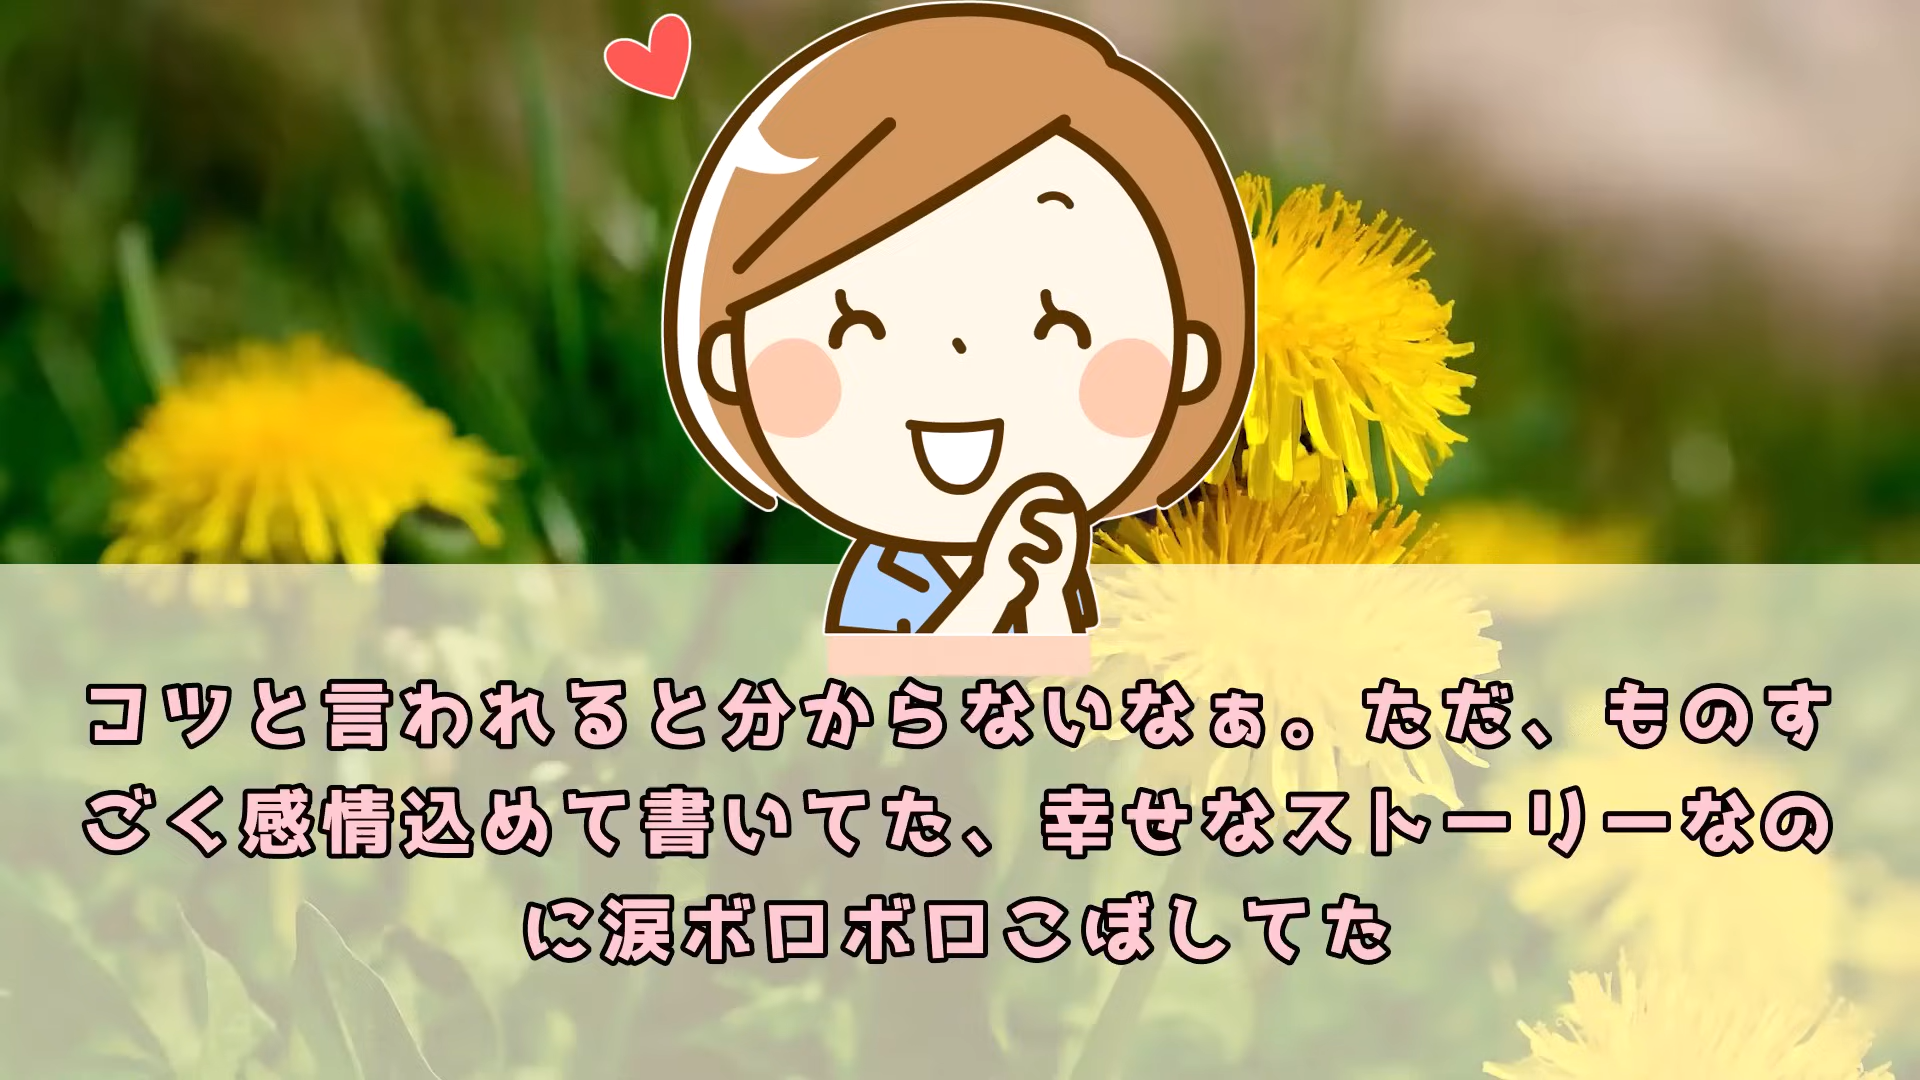 コツと言われると分からないなぁ。ただ、ものす
ごく感情込めて書いてた、幸せなストーリーなの
に涙ボロボロこぼしてた